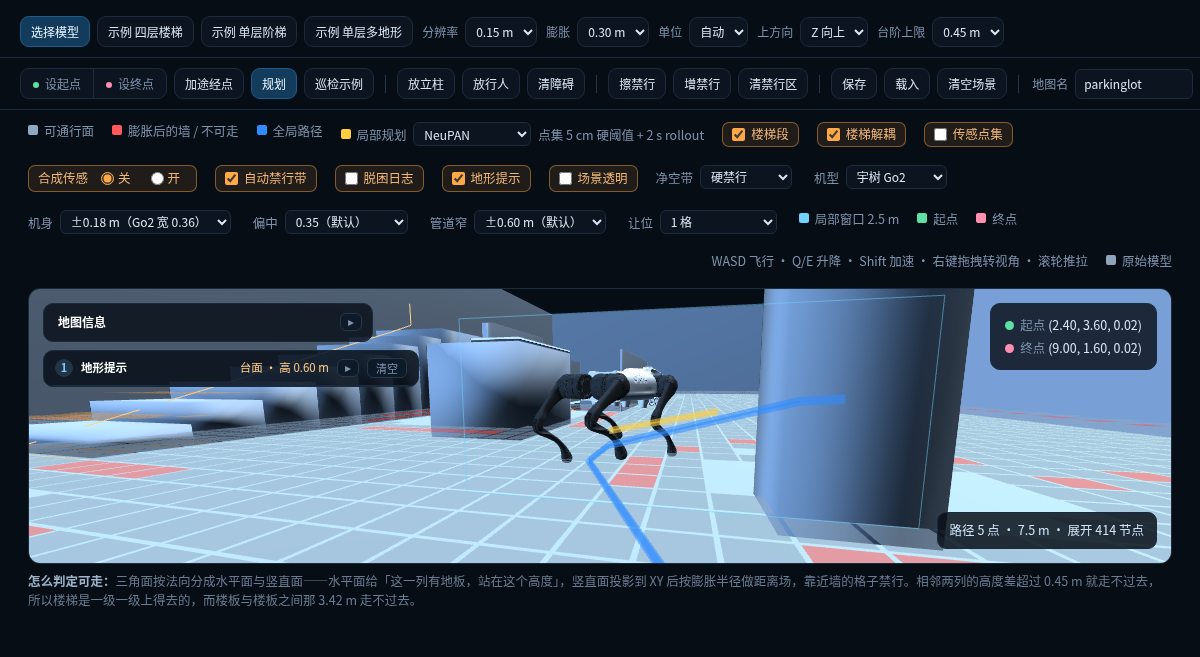 选择模型 示例 四层楼梯 示例 单层阶梯 示例 单层多地形 分辨率 0.15 m 膨胀 0.30 m 单位 自动 上方向 Z 向上 台阶上限 0.45 m
设起点 设终点 加途经点 规划 巡检示例 放立柱 放行人 清障碍 擦禁行 增禁行 清禁行区 保存 载入 清空场景 地图名 parkinglot
可通行面 膨胀后的墙 / 不可走 全局路径 局部规划 NeuPAN 点集 5 cm 硬阈值 + 2 s rollout 楼梯段 楼梯解耦 传感点集
合成传感 关 开 自动禁行带 脱困日志 地形提示 场景透明 净空带 硬禁行 机型 宇树 Go2
机身 ±0.18 m（Go2 宽 0.36） 偏中 0.35（默认） 管道窄 ±0.60 m（默认） 让位 1 格 局部窗口 2.5 m 起点 终点
WASD 飞行 · Q/E 升降 · Shift 加速 · 右键拖拽转视角 · 滚轮推拉 原始模型
地图信息
1 地形提示 台面 · 高 0.60 m 清空
起点 (2.40, 3.60, 0.02)
终点 (9.00, 1.60, 0.02)
路径 5 点 · 7.5 m · 展开 414 节点
怎么判定可走：三角面按法向分成水平面与竖直面——水平面给「这一列有地板，站在这个高度」，竖直面投影到 XY 后按膨胀半径做距离场，靠近墙的格子禁行。相邻两列的高度差超过 0.45 m 就走不过去，
所以楼梯是一级一级上得去的，而楼板与楼板之间那 3.42 m 走不过去。